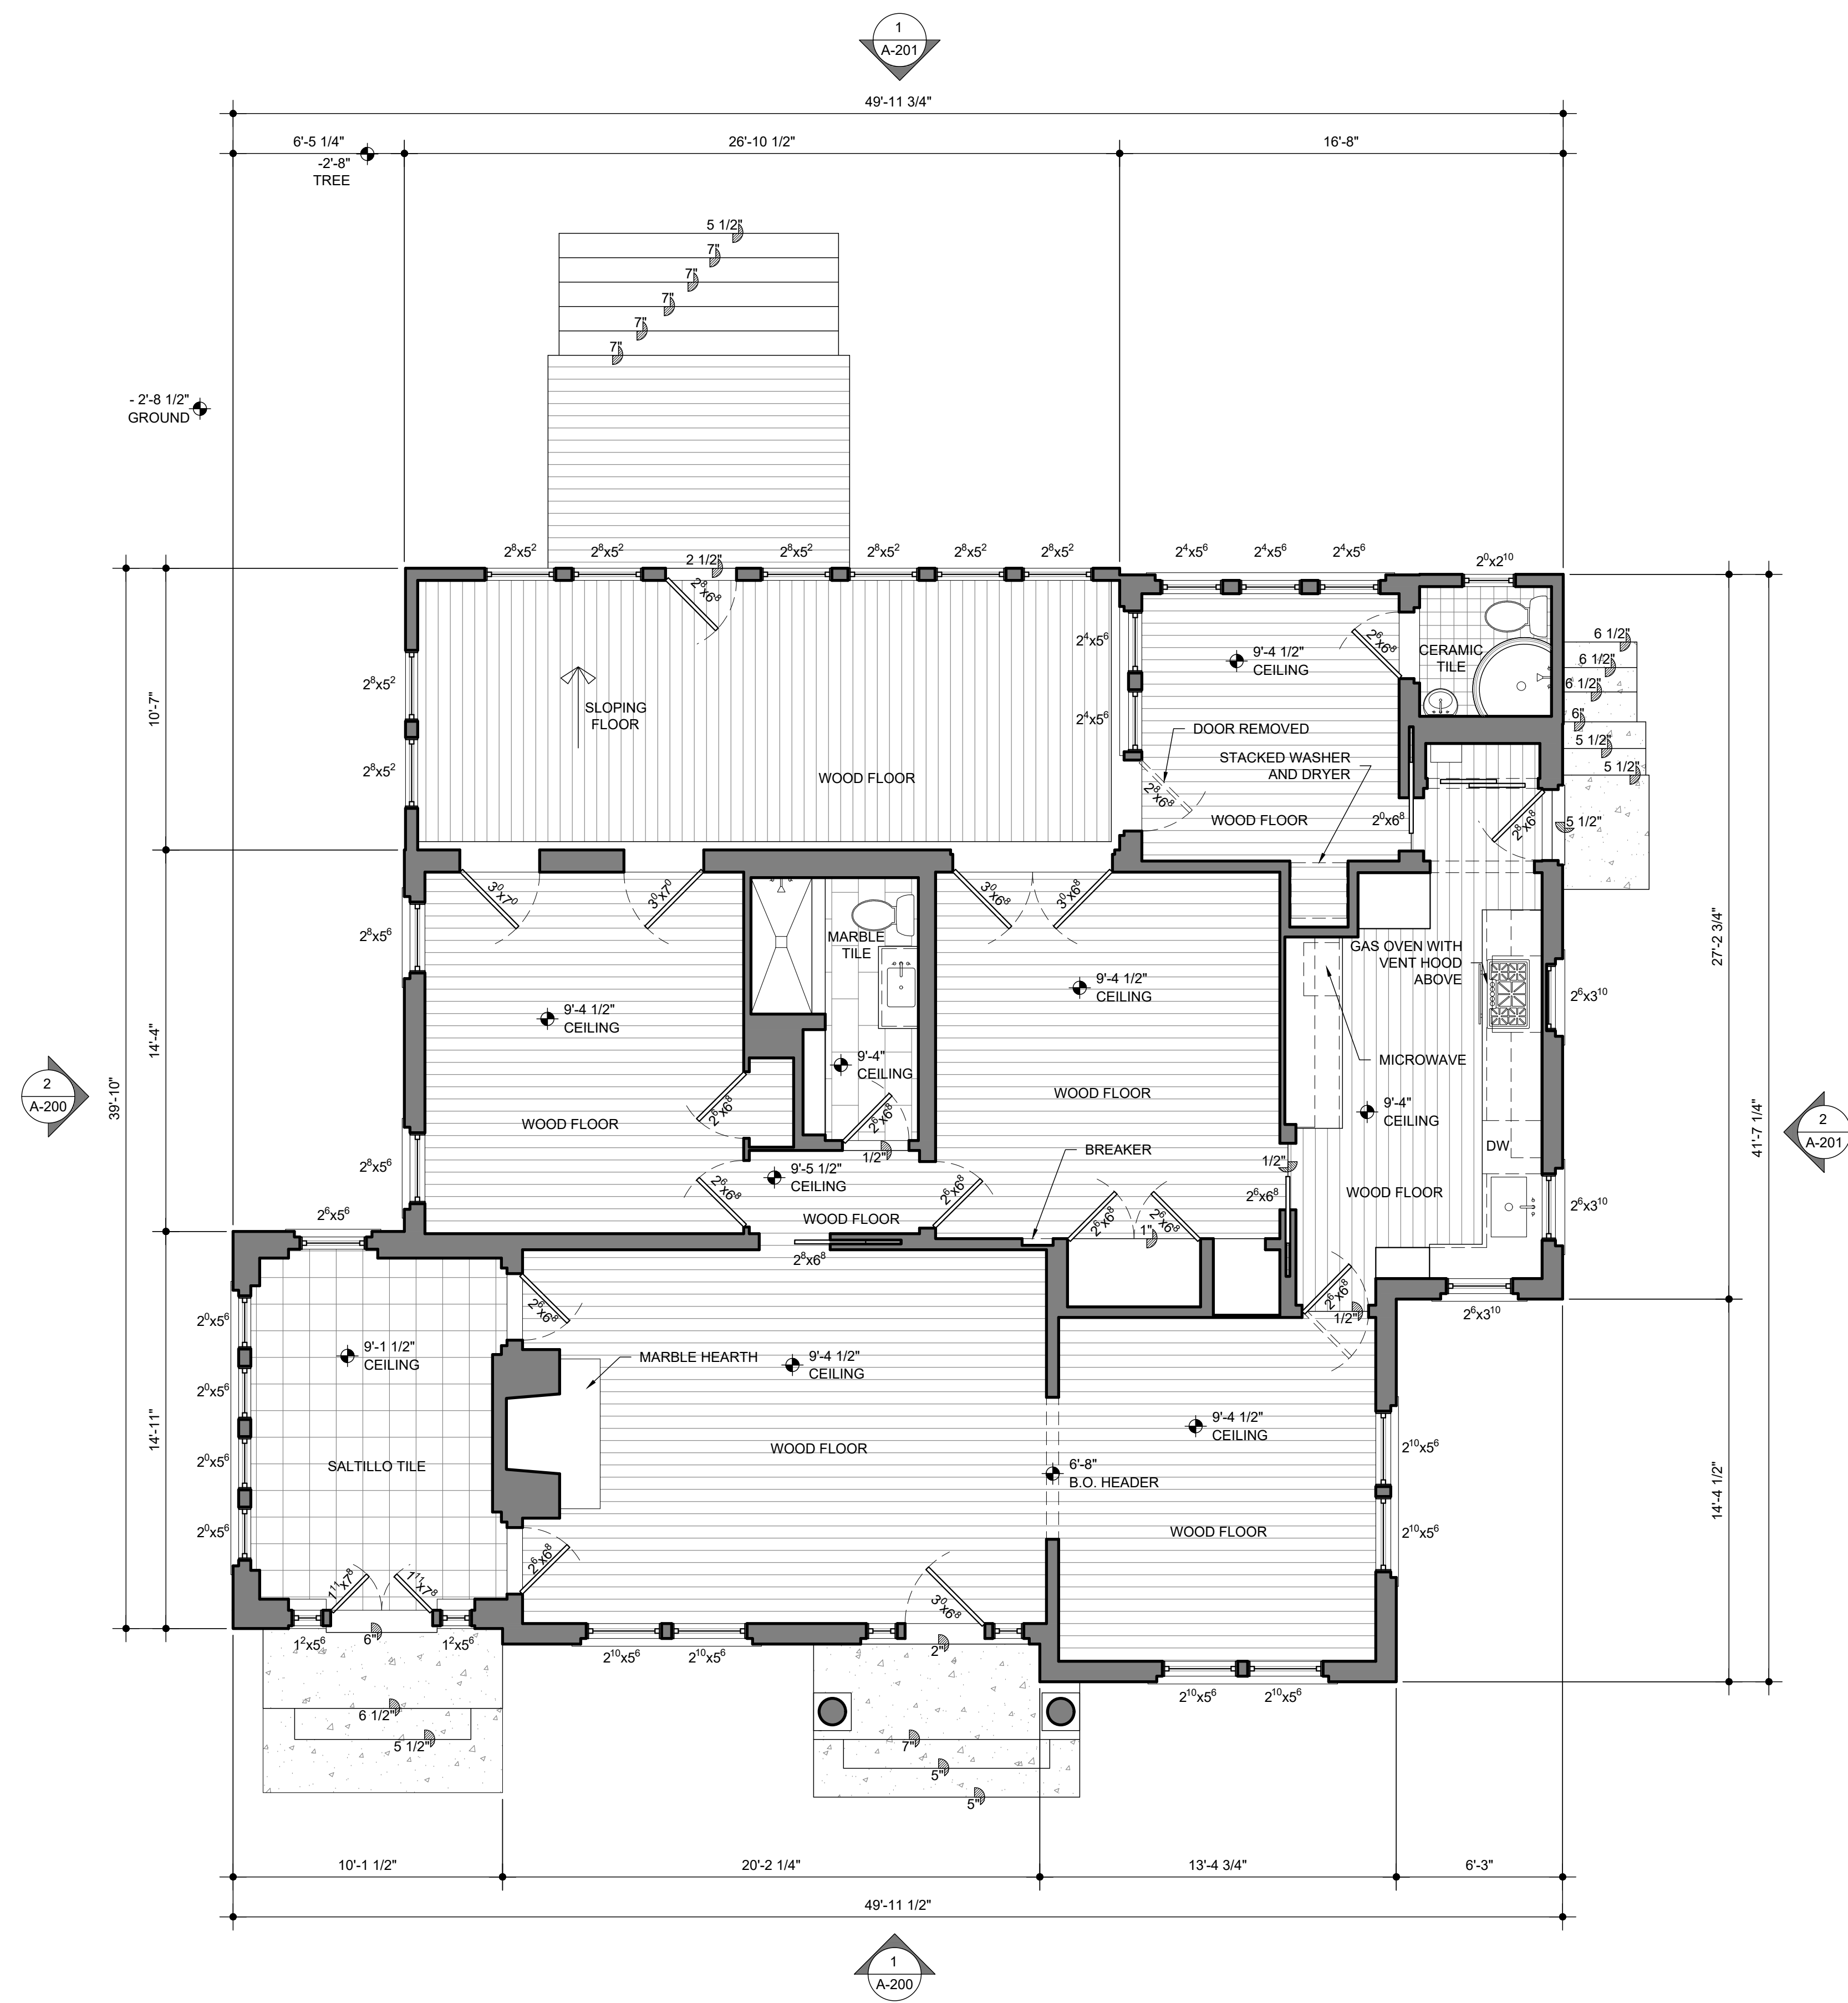 1
A-201
49'-11 3/4"
6'-5 1/4"
26'-10 1/2"
16'-8"
-2'-8"
TREE
5 1/2"
7"
7"
7"
7"
7"
- 2'-8 1/2"
GROUND
2⁸x5²
2⁸x5²
2 1/2"
2⁸x5²
2⁸x5²
2⁸x5²
2⁸x5²
2⁴x5⁶
2⁴x5⁶
2⁴x5⁶
2⁰x2¹⁰
2⁸x6⁸
2⁴x5⁶
2⁶x6⁸
CERAMIC
TILE
9'-4 1/2"
CEILING
6 1/2"
6 1/2"
6 1/2"
6"
5 1/2"
5 1/2"
2⁸x5²
10'-7"
SLOPING
FLOOR
2⁴x5⁶
DOOR REMOVED
STACKED WASHER
AND DRYER
2⁸x5²
WOOD FLOOR
2⁸x6⁸
WOOD FLOOR
2⁰x6⁸
2⁸x6⁸
5 1/2"
3⁰x7⁰
3⁰x7⁰
3⁰x6⁸
3⁰x6⁸
2⁸x5⁶
MARBLE
TILE
GAS OVEN WITH
VENT HOOD
ABOVE
27'-2 3/4"
9'-4 1/2"
CEILING
2⁶x3¹⁰
9'-4 1/2"
CEILING
14'-4"
9'-4"
CEILING
MICROWAVE
2
A-200
39'-10"
WOOD FLOOR
2⁶x6⁸
2⁶x6⁸
WOOD FLOOR
9'-4"
CEILING
41'-7 1/4"
2
A-201
BREAKER
DW
1/2"
1/2"
2⁸x5⁶
9'-5 1/2"
CEILING
2⁶x6⁸
2⁶x6⁸
2⁶x6⁸
WOOD FLOOR
2⁶x3¹⁰
2⁶x5⁶
WOOD FLOOR
2⁶x6⁸
2⁶x6⁸
1"
2⁸x6⁸
2⁶x6⁸
2⁶x6⁸
1/2"
2⁶x3¹⁰
2⁰x5⁶
9'-1 1/2"
CEILING
MARBLE HEARTH
9'-4 1/2"
CEILING
2⁰x5⁶
14'-11"
9'-4 1/2"
CEILING
2¹⁰x5⁶
WOOD FLOOR
SALTILLO TILE
2⁰x5⁶
6'-8"
B.O. HEADER
14'-4 1/2"
2⁰x5⁶
WOOD FLOOR
2¹⁰x5⁶
2⁶x6⁸
1¹¹x7⁸
1¹¹x7⁸
3⁰x6⁸
1²x5⁶
6"
1²x5⁶
2¹⁰x5⁶
2¹⁰x5⁶
2"
2¹⁰x5⁶
2¹⁰x5⁶
6 1/2"
5 1/2"
7"
5"
5"
10'-1 1/2"
20'-2 1/4"
13'-4 3/4"
6'-3"
49'-11 1/2"
1
A-200